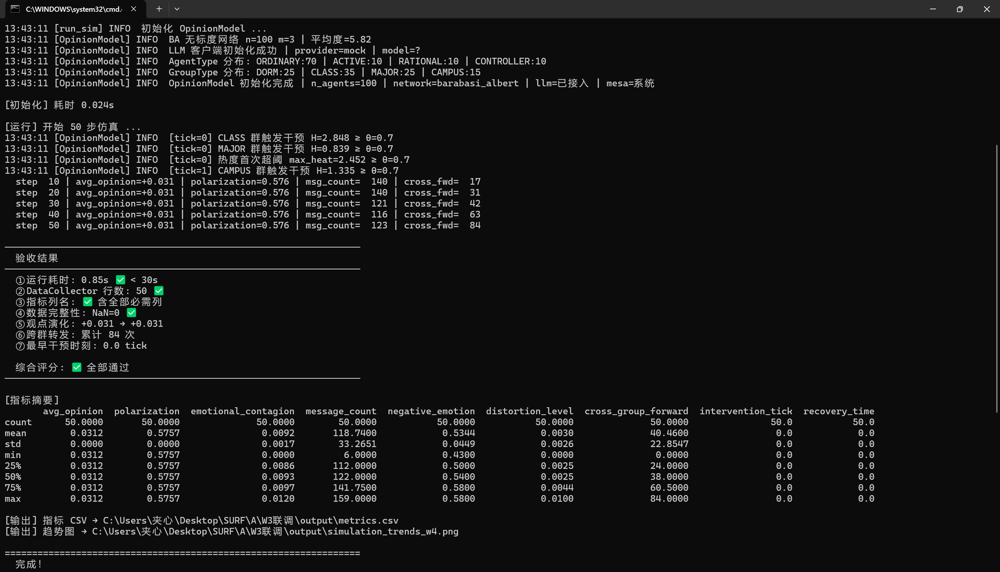 C:\WINDOWS\system32\cmd.
13:43:11 [run_sim] INFO  初始化 OpinionModel ...
13:43:11 [OpinionModel] INFO  BA 无标度网络 n=100 m=3 | 平均度=5.82
13:43:11 [OpinionModel] INFO  LLM 客户端初始化成功 | provider=mock | model=?
13:43:11 [OpinionModel] INFO  AgentType 分布: ORDINARY:70 | ACTIVE:10 | RATIONAL:10 | CONTROLLER:10
13:43:11 [OpinionModel] INFO  GroupType 分布: DORM:25 | CLASS:35 | MAJOR:25 | CAMPUS:15
13:43:11 [OpinionModel] INFO  OpinionModel 初始化完成 | n_agents=100 | network=barabasi_albert | llm=已接入 | mesa=系统
[初始化] 耗时 0.024s
[运行] 开始 50 步仿真 ...
13:43:11 [OpinionModel] INFO  [tick=0] CLASS 群触发干预 H=2.848 ≥ θ=0.7
13:43:11 [OpinionModel] INFO  [tick=0] MAJOR 群触发干预 H=0.839 ≥ θ=0.7
13:43:11 [OpinionModel] INFO  [tick=0] 热度首次超阈 max_heat=2.452 ≥ θ=0.7
13:43:11 [OpinionModel] INFO  [tick=1] CAMPUS 群触发干预 H=1.335 ≥ θ=0.7
step  10 | avg_opinion=+0.031 | polarization=0.576 | msg_count=  140 | cross_fwd=  17
step  20 | avg_opinion=+0.031 | polarization=0.576 | msg_count=  140 | cross_fwd=  31
step  30 | avg_opinion=+0.031 | polarization=0.576 | msg_count=  121 | cross_fwd=  42
step  40 | avg_opinion=+0.031 | polarization=0.576 | msg_count=  116 | cross_fwd=  63
step  50 | avg_opinion=+0.031 | polarization=0.576 | msg_count=  123 | cross_fwd=  84
验收结果
①运行耗时: 0.85s ✅ < 30s
②DataCollector 行数: 50 ✅
③指标列名: ✅ 含全部必需列
④数据完整性: NaN=0 ✅
⑤观点演化: +0.031 → +0.031
⑥跨群转发: 累计 84 次
⑦最早干预时刻: 0.0 tick
综合评分: ✅ 全部通过
[指标摘要]
avg_opinion  polarization  emotional_contagion  message_count  negative_emotion  distortion_level  cross_group_forward  intervention_tick  recovery_time
count  50.0000  50.0000  50.0000  50.0000  50.0000  50.0000  50.0000  50.0  50.0
mean  0.0312  0.5757  0.0092  118.7400  0.5344  0.0030  40.4600  0.0  0.0
std  0.0000  0.0000  0.0017  33.2651  0.0449  0.0026  22.8547  0.0  0.0
min  0.0312  0.5757  0.0000  6.0000  0.4300  0.0000  0.0000  0.0  0.0
25%  0.0312  0.5757  0.0086  112.0000  0.5000  0.0025  24.0000  0.0  0.0
50%  0.0312  0.5757  0.0093  122.0000  0.5400  0.0025  38.0000  0.0  0.0
75%  0.0312  0.5757  0.0097  141.7500  0.5800  0.0044  60.5000  0.0  0.0
max  0.0312  0.5757  0.0120  159.0000  0.5800  0.0100  84.0000  0.0  0.0
[输出] 指标 CSV → C:\Users\夹心\Desktop\SURF\A\W3联调\output\metrics.csv
[输出] 趋势图 → C:\Users\夹心\Desktop\SURF\A\W3联调\output\simulation_trends_w4.png
=================================================================
完成!